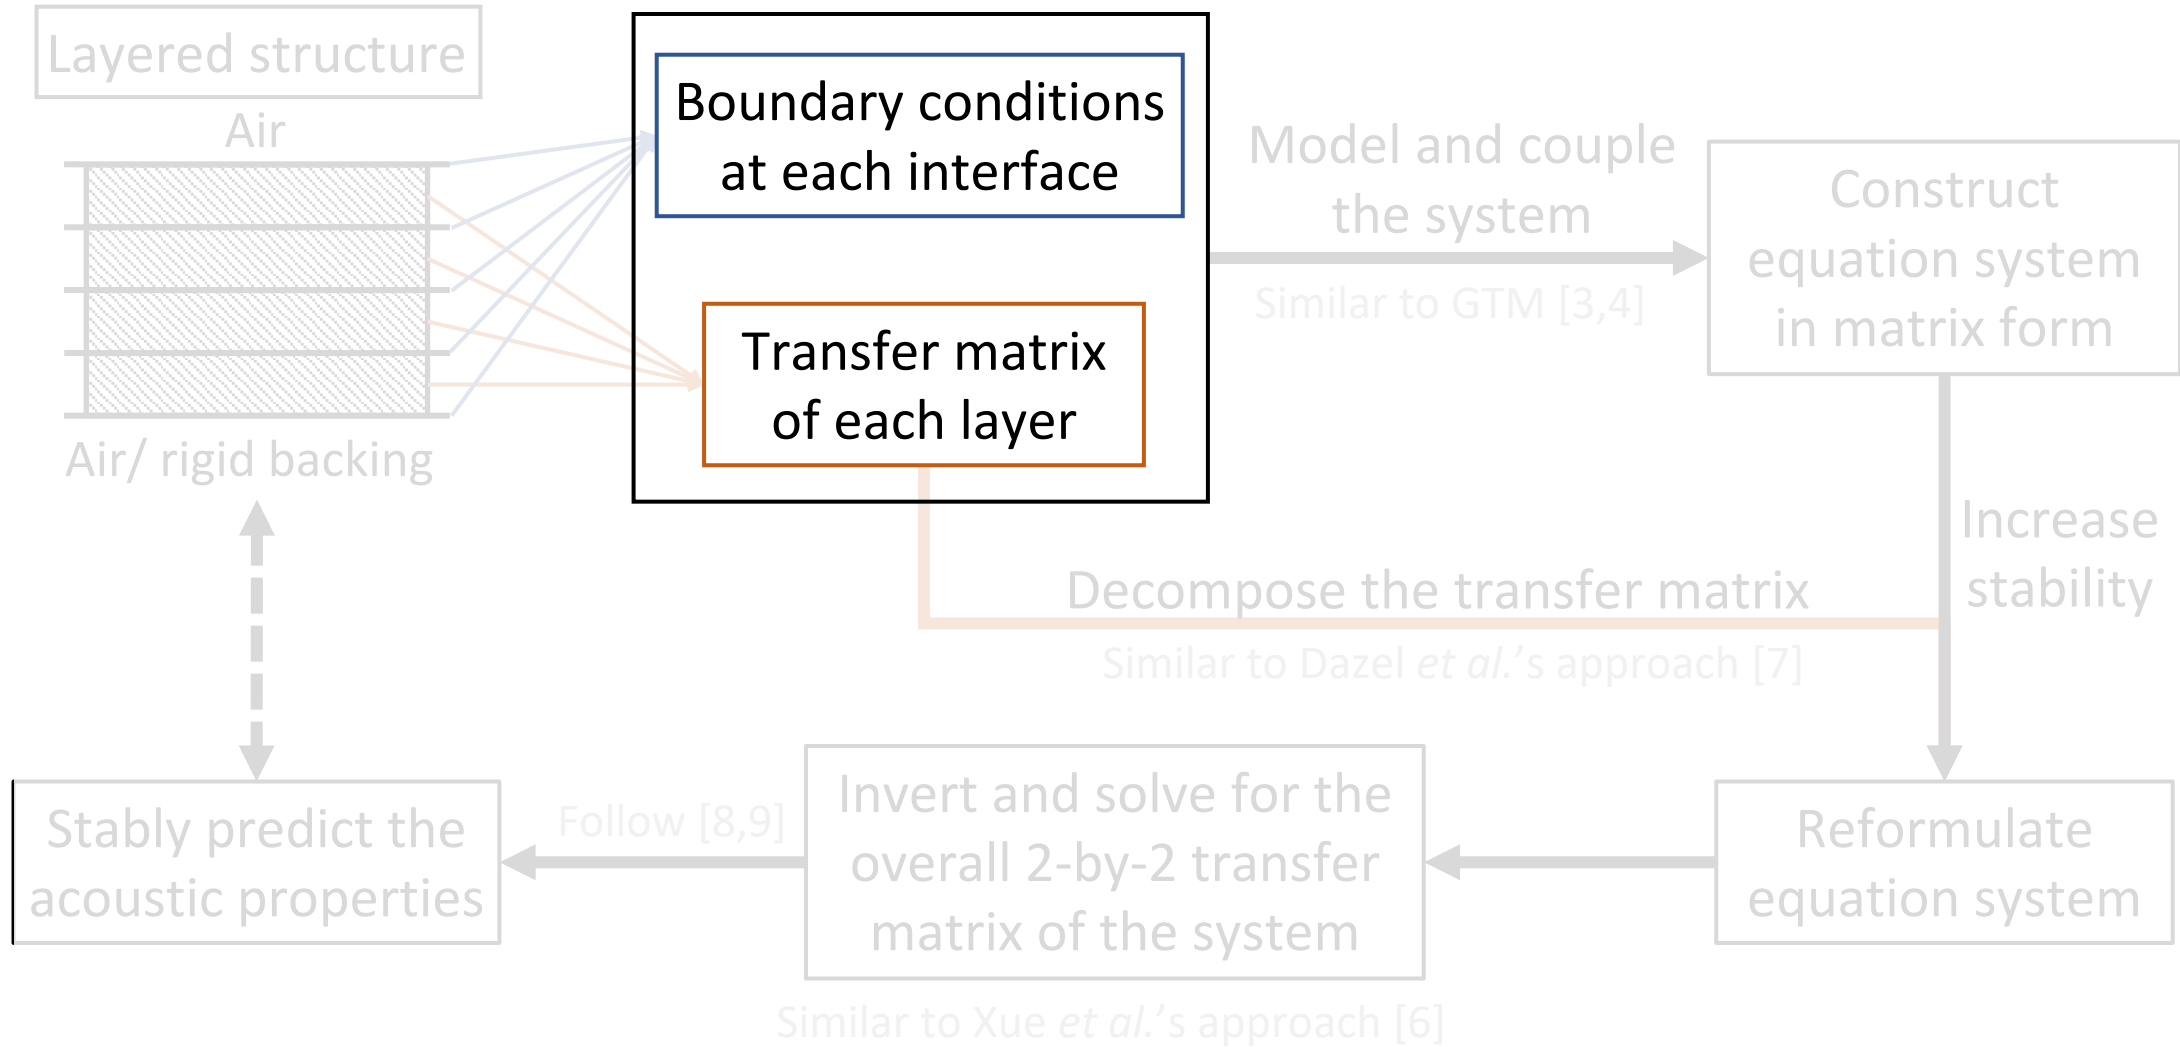 Layered structure
Air
Air/ rigid backing
Boundary conditions
at each interface
Transfer matrix
of each layer
Model and couple
the system
Similar to GTM [3,4]
Construct
equation system
in matrix form
Increase
stability
Decompose the transfer matrix
Similar to Dazel et al.’s approach [7]
Reformulate
equation system
Invert and solve for the
overall 2-by-2 transfer
matrix of the system
Similar to Xue et al.’s approach [6]
Follow [8,9]
Stably predict the
acoustic properties